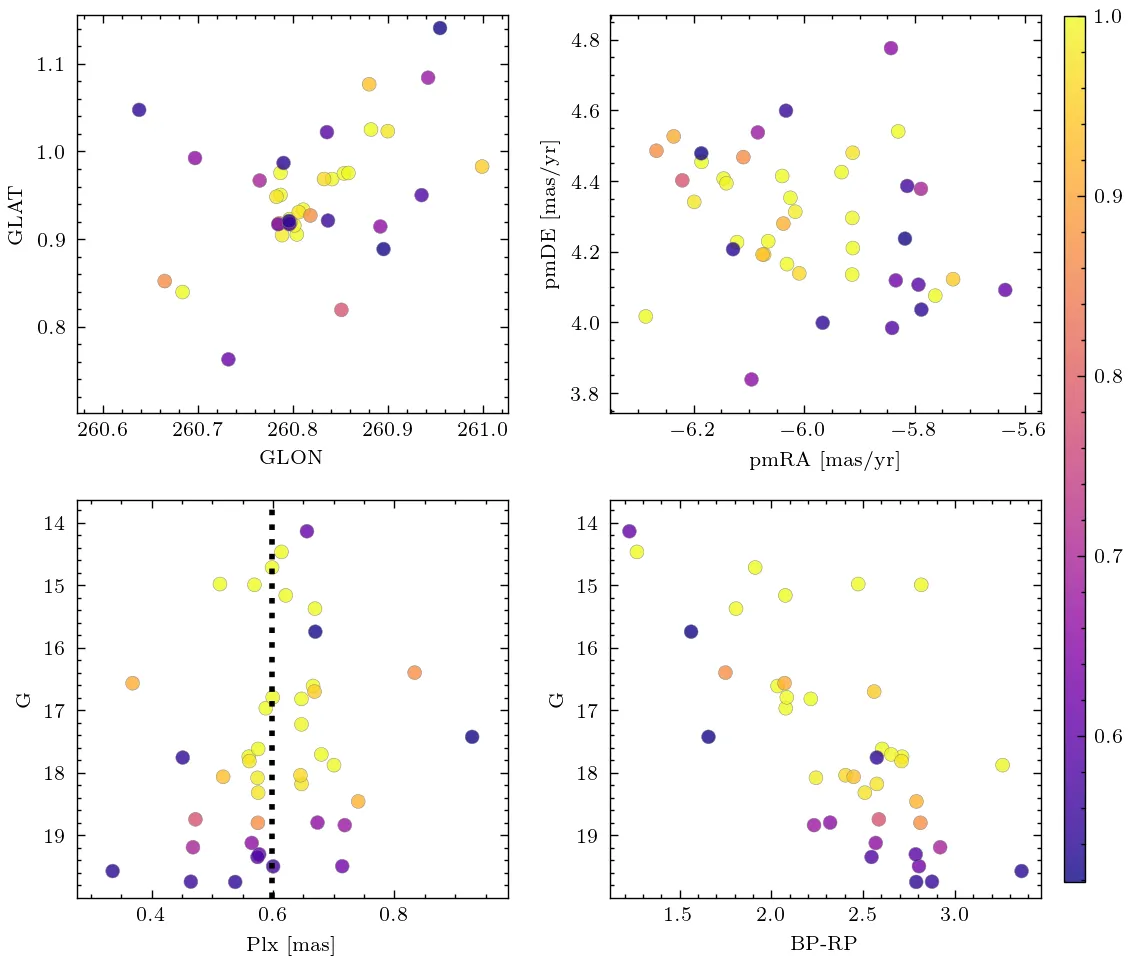 1.1
1.0
0.9
0.8
GLAT
260.6 260.7 260.8 260.9 261.0
GLON
4.8
4.6
4.4
4.2
4.0
3.8
pmDE [mas/yr]
−6.2 −6.0 −5.8 −5.6
pmRA [mas/yr]
14
15
16
17
18
19
G
0.4 0.6 0.8
Plx [mas]
14
15
16
17
18
19
G
1.5 2.0 2.5 3.0
BP-RP
1.0
0.9
0.8
0.7
0.6